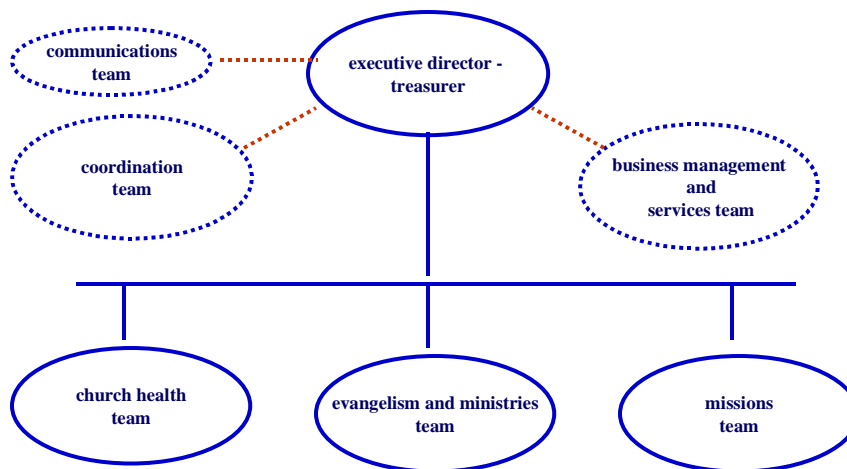 communications
team
executive director -
treasurer
coordination
team
business management
and
services team
church health
team
evangelism and ministries
team
missions
team